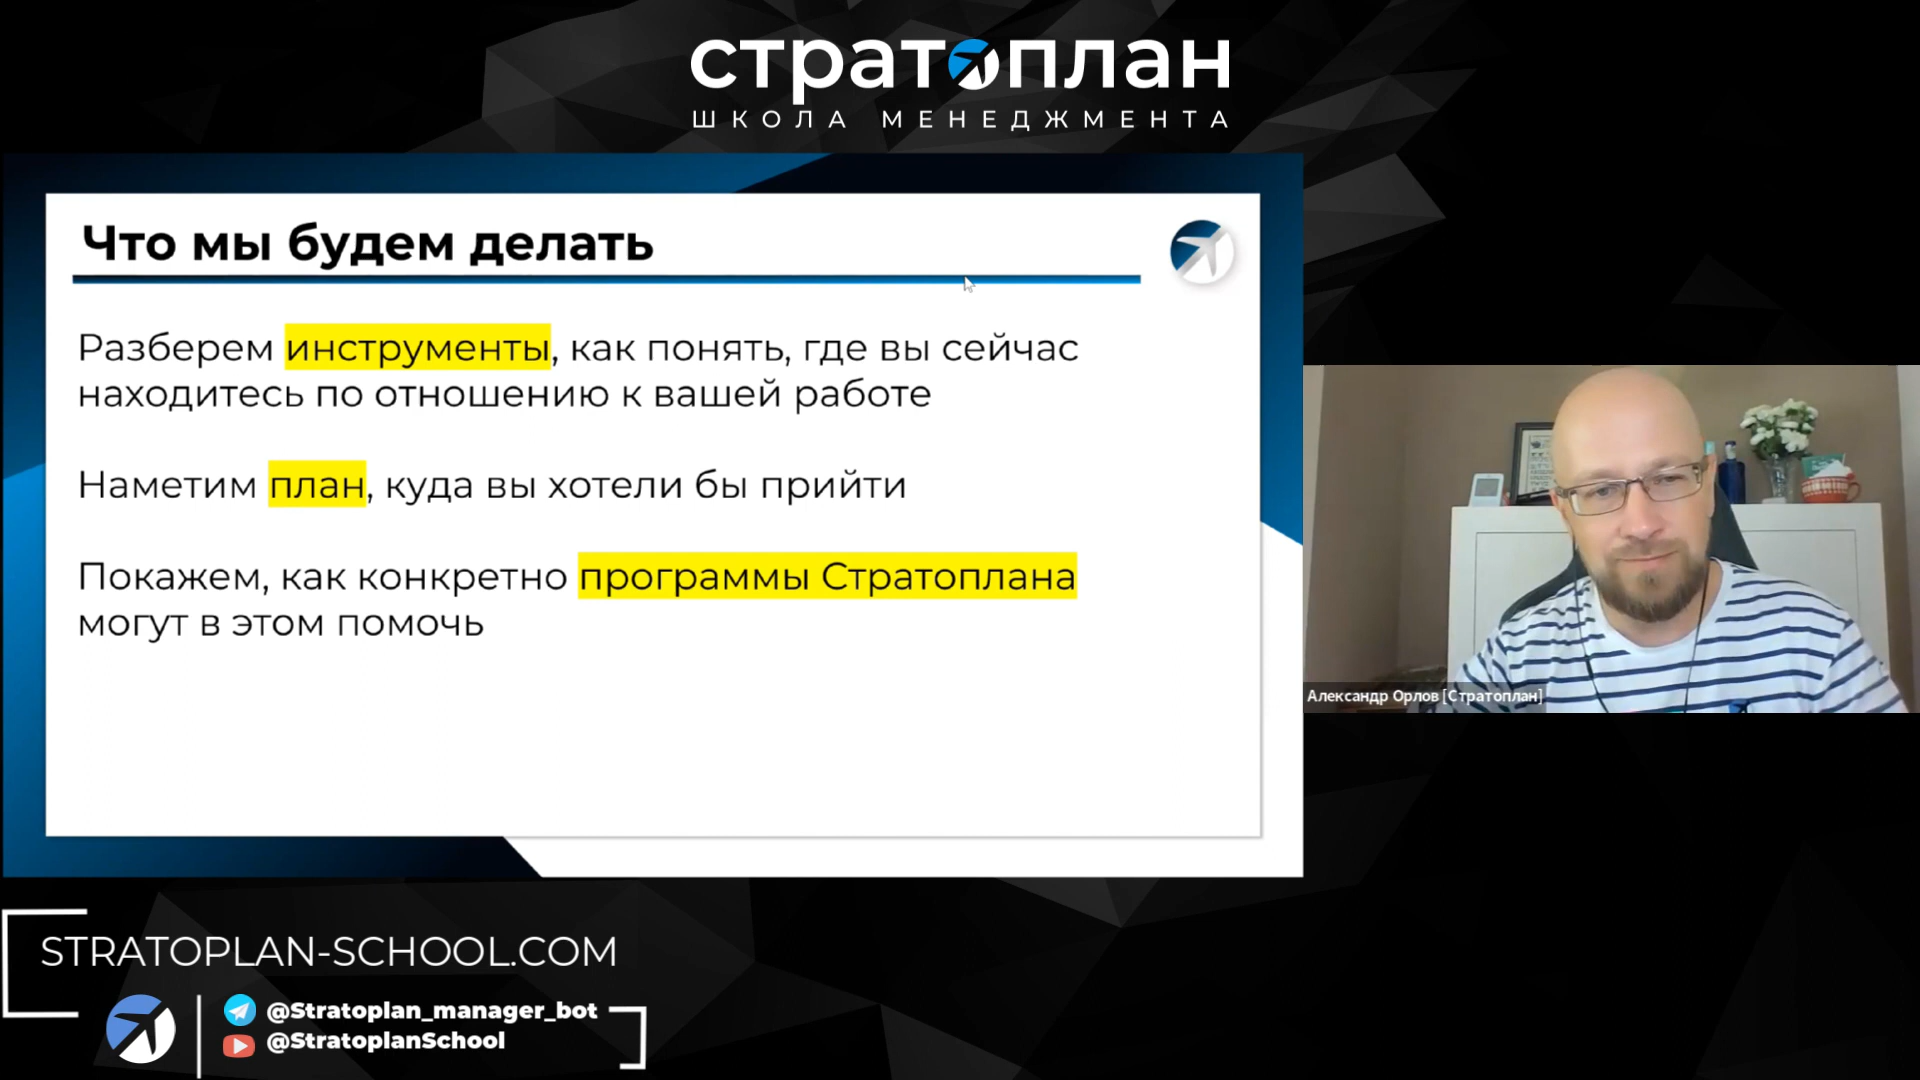 стратоплан
ШКОЛА МЕНЕДЖМЕНТА
Что мы будем делать
Разберем инструменты, как понять, где вы сейчас
находитесь по отношению к вашей работе
Наметим план, куда вы хотели бы прийти
Покажем, как конкретно программы Стратоплана
могут в этом помочь
Александр Орлов [Стратоплан]
STRATOPLAN-SCHOOL.COM
@Stratoplan_manager_bot
@StratoplanSchool